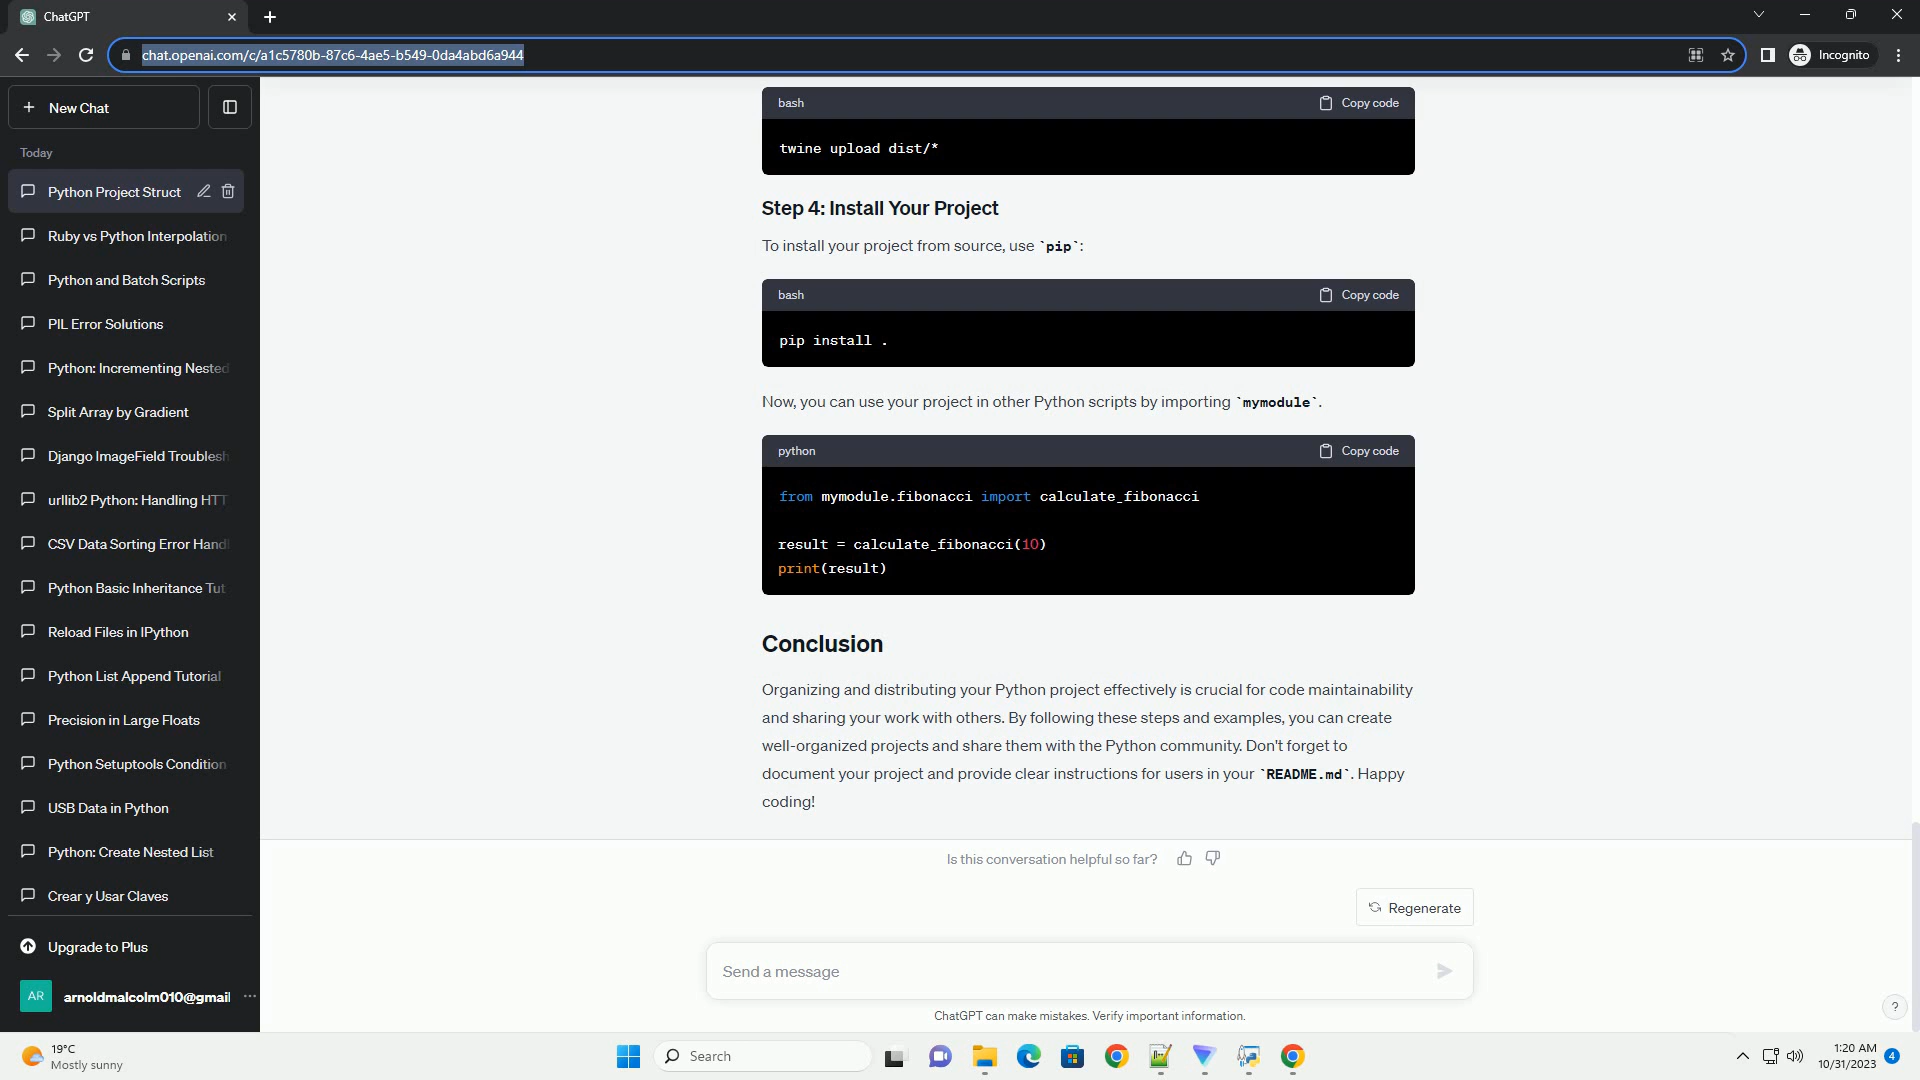 ChatGPT
chat.openai.com/c/a1c5780b-87c6-4ae5-b549-0da4abd6a944
Incognito
New Chat
Today
Python Project Struct
Ruby vs Python Interpolation
Python and Batch Scripts
PIL Error Solutions
Python: Incrementing Nested
Split Array by Gradient
Django ImageField Troublesh
urllib2 Python: Handling HTT
CSV Data Sorting Error Handl
Python Basic Inheritance Tut
Reload Files in IPython
Python List Append Tutorial
Precision in Large Floats
Python Setuptools Condition
USB Data in Python
Python: Create Nested List
Crear y Usar Claves
Upgrade to Plus
AR
arnoldmalcolm010@gmail
bash
Copy code
twine upload dist/*
Step 4: Install Your Project
To install your project from source, use `pip`:
bash
Copy code
pip install .
Now, you can use your project in other Python scripts by importing `mymodule`.
python
Copy code
from mymodule.fibonacci import calculate_fibonacci
result = calculate_fibonacci(10)
print(result)
Conclusion
Organizing and distributing your Python project effectively is crucial for code maintainability
and sharing your work with others. By following these steps and examples, you can create
well-organized projects and share them with the Python community. Don't forget to
document your project and provide clear instructions for users in your `README.md`. Happy
coding!
Is this conversation helpful so far?
Regenerate
Send a message
ChatGPT can make mistakes. Verify important information.
?
19°C
Mostly sunny
Search
1:20 AM
10/31/2023
4